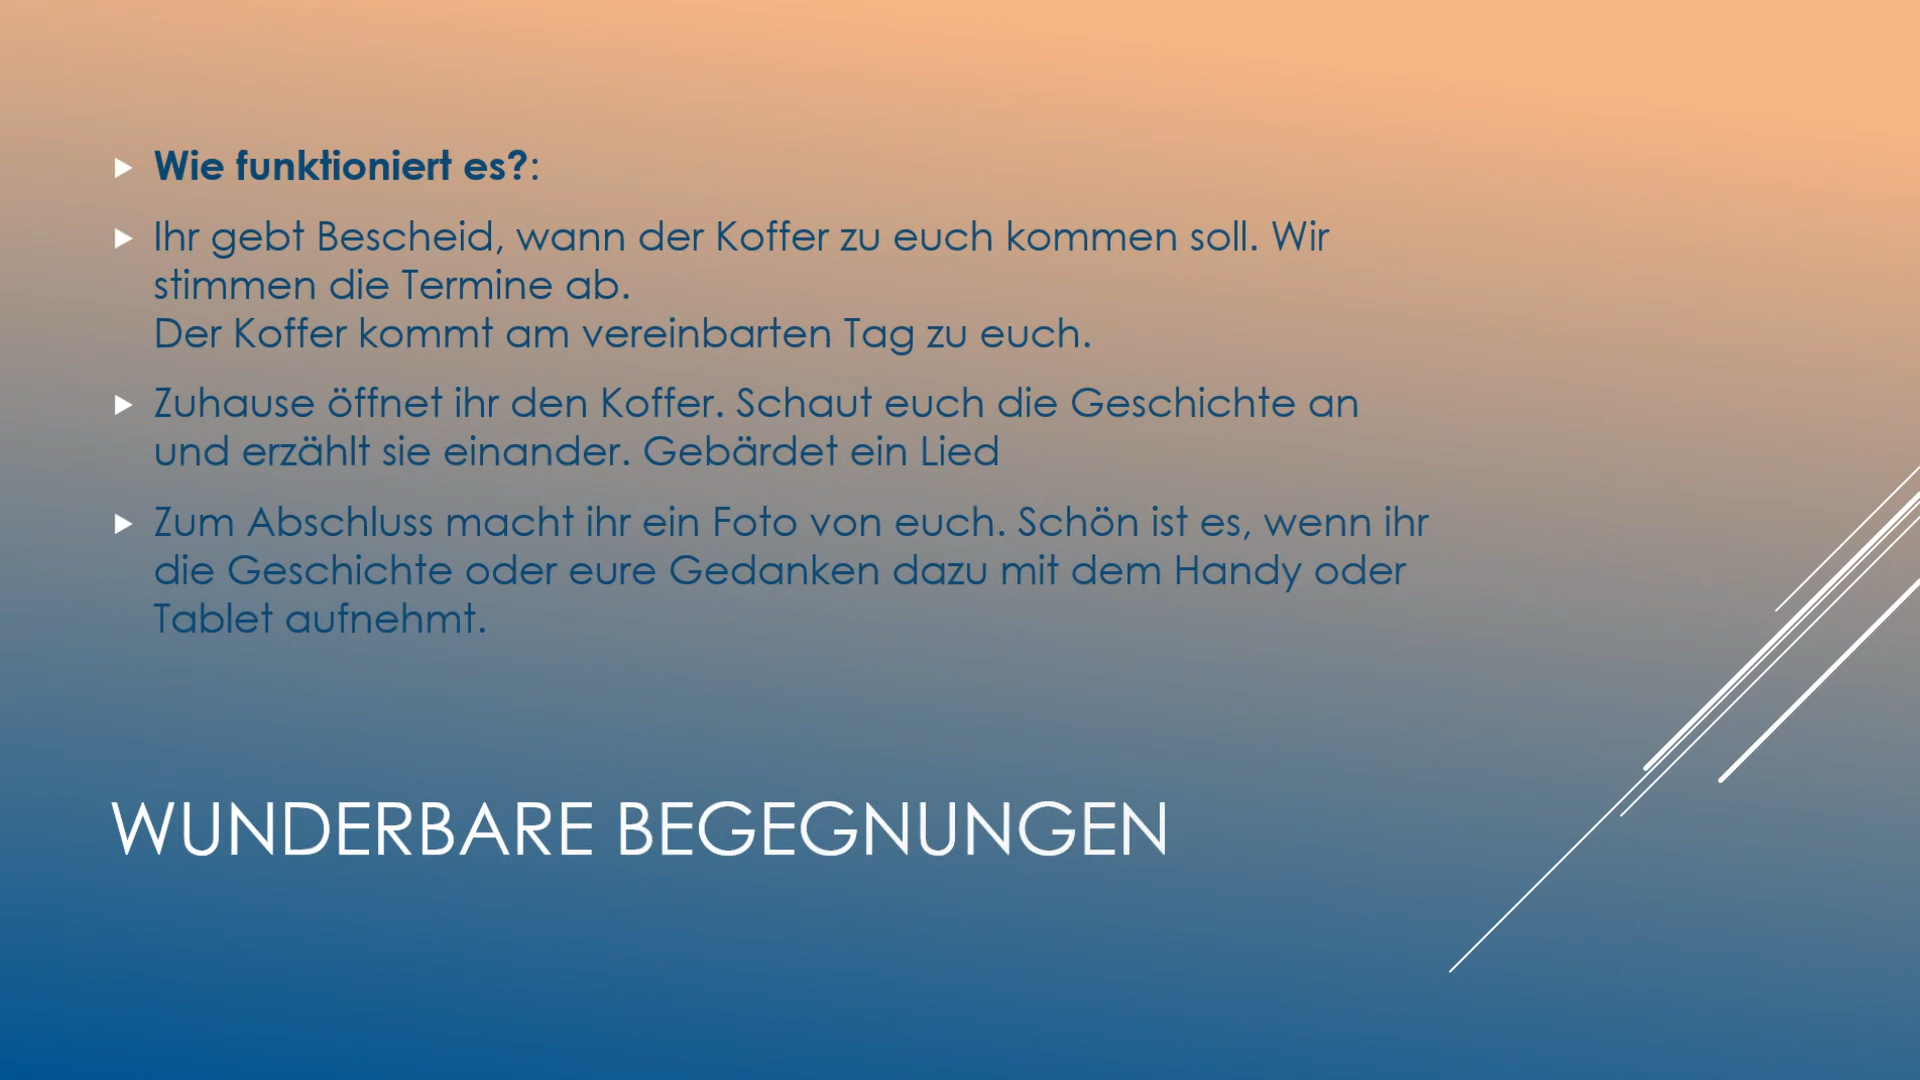 Wie funktioniert es?:
Ihr gebt Bescheid, wann der Koffer zu euch kommen soll. Wir
stimmen die Termine ab.
Der Koffer kommt am vereinbarten Tag zu euch.
Zuhause öffnet ihr den Koffer. Schaut euch die Geschichte an
und erzählt sie einander. Gebärdet ein Lied
Zum Abschluss macht ihr ein Foto von euch. Schön ist es, wenn ihr
die Geschichte oder eure Gedanken dazu mit dem Handy oder
Tablet aufnehmt.
WUNDERBARE BEGEGNUNGEN